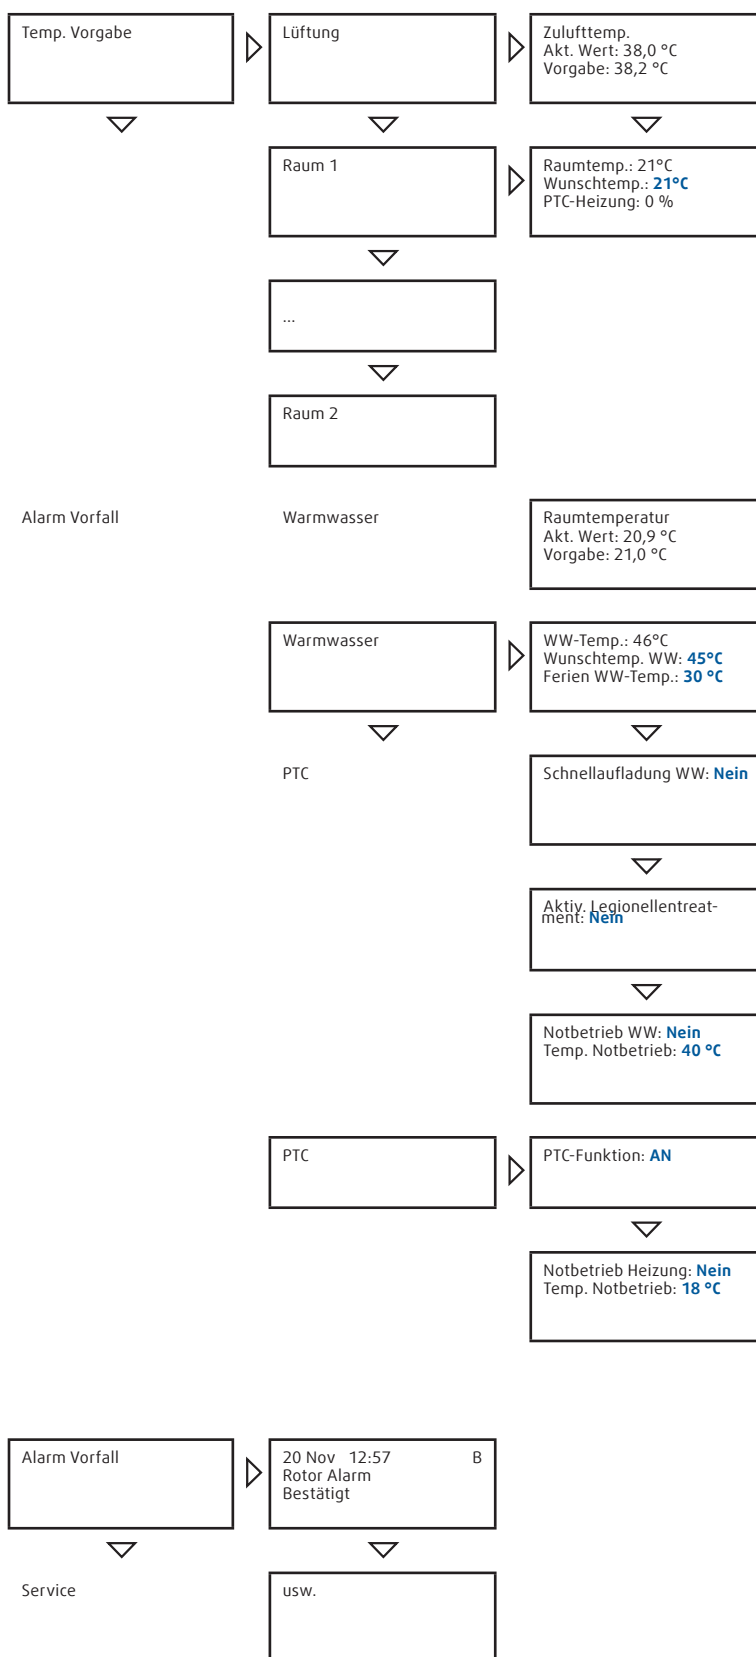 Temp. Vorgabe
Lüftung
Zulufttemp.
Akt. Wert: 38,0 °C
Vorgabe: 38,2 °C
Raum 1
Raumtemp.: 21°C
Wunschtemp.: 21°C
PTC-Heizung: 0 %
...
Raum 2
Alarm Vorfall
Warmwasser
Raumtemperatur
Akt. Wert: 20,9 °C
Vorgabe: 21,0 °C
Warmwasser
WW-Temp.: 46°C
Wunschtemp. WW: 45°C
Ferien WW-Temp.: 30 °C
PTC
Schnellaufladung WW: Nein
Aktiv. Legionellentreat-
ment: Nein
Notbetrieb WW: Nein
Temp. Notbetrieb: 40 °C
PTC
PTC-Funktion: AN
Notbetrieb Heizung: Nein
Temp. Notbetrieb: 18 °C
Alarm Vorfall
20 Nov 12:57 B
Rotor Alarm
Bestätigt
Service
usw.